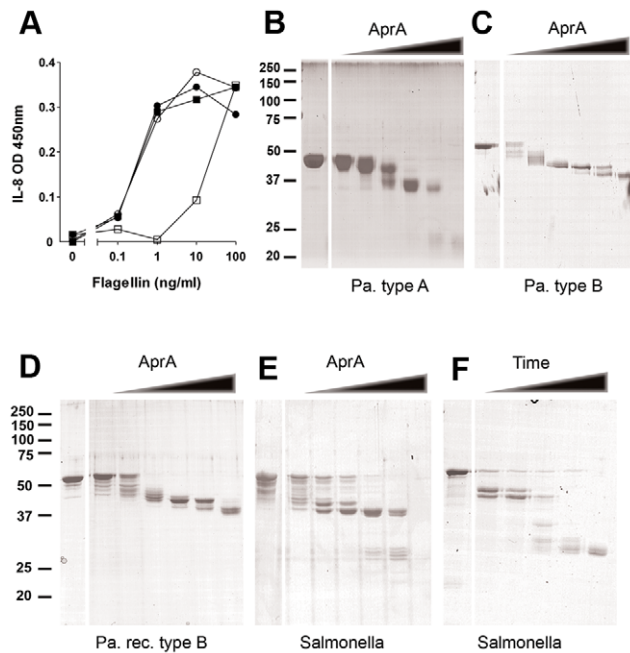 A
B
AprA
C
AprA
0.4
0.3
0.2
0.1
0
IL-8 OD 450nm
0
0.1
1
10
100
Flagellin (ng/ml)
250
150
100
75
50
37
25
20
Pa. type A
Pa. type B
D
AprA
E
AprA
F
Time
250
150
100
75
50
37
25
20
Pa. rec. type B
Salmonella
Salmonella